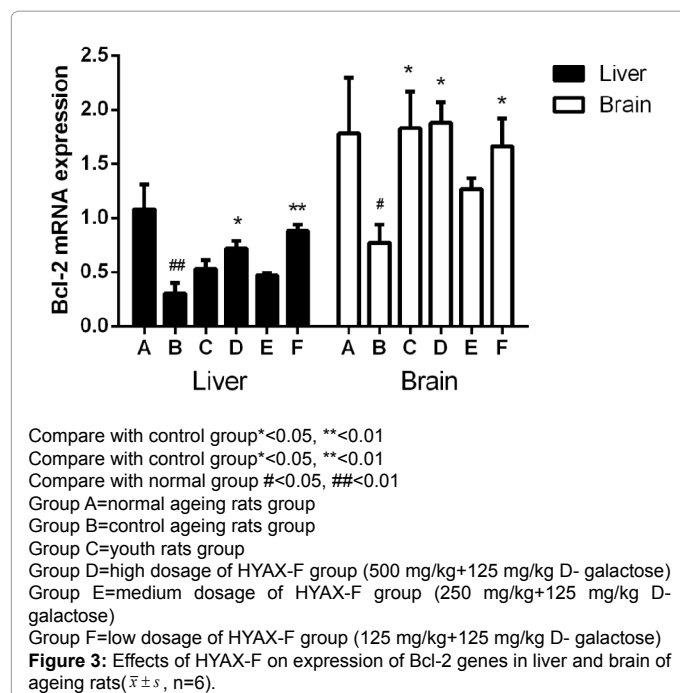 2.5
2.0
1.5
1.0
0.5
0.0
Bcl-2 mRNA expression
Liver
Brain
## * ** # * * *
A B C D E F A B C D E F
Liver Brain
Compare with control group*<0.05, **<0.01
Compare with control group*<0.05, **<0.01
Compare with normal group #<0.05, ##<0.01
Group A=normal ageing rats group
Group B=control ageing rats group
Group C=youth rats group
Group D=high dosage of HYAX-F group (500 mg/kg+125 mg/kg D- galactose)
Group E=medium dosage of HYAX-F group (250 mg/kg+125 mg/kg D-
galactose)
Group F=low dosage of HYAX-F group (125 mg/kg+125 mg/kg D- galactose)
Figure 3: Effects of HYAX-F on expression of Bcl-2 genes in liver and brain of
ageing rats(x̄ ± s, n=6).